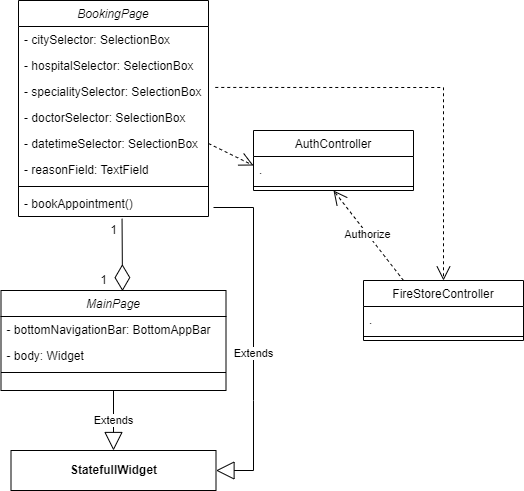 BookingPage
- citySelector: SelectionBox
- hospitalSelector: SelectionBox
- specialitySelector: SelectionBox
- doctorSelector: SelectionBox
- datetimeSelector: SelectionBox
- reasonField: TextField
- bookAppointment()
AuthController
.
1
Authorize
1
MainPage
- bottomNavigationBar: BottomAppBar
- body: Widget
FireStoreController
.
Extends
Extends
StatefullWidget